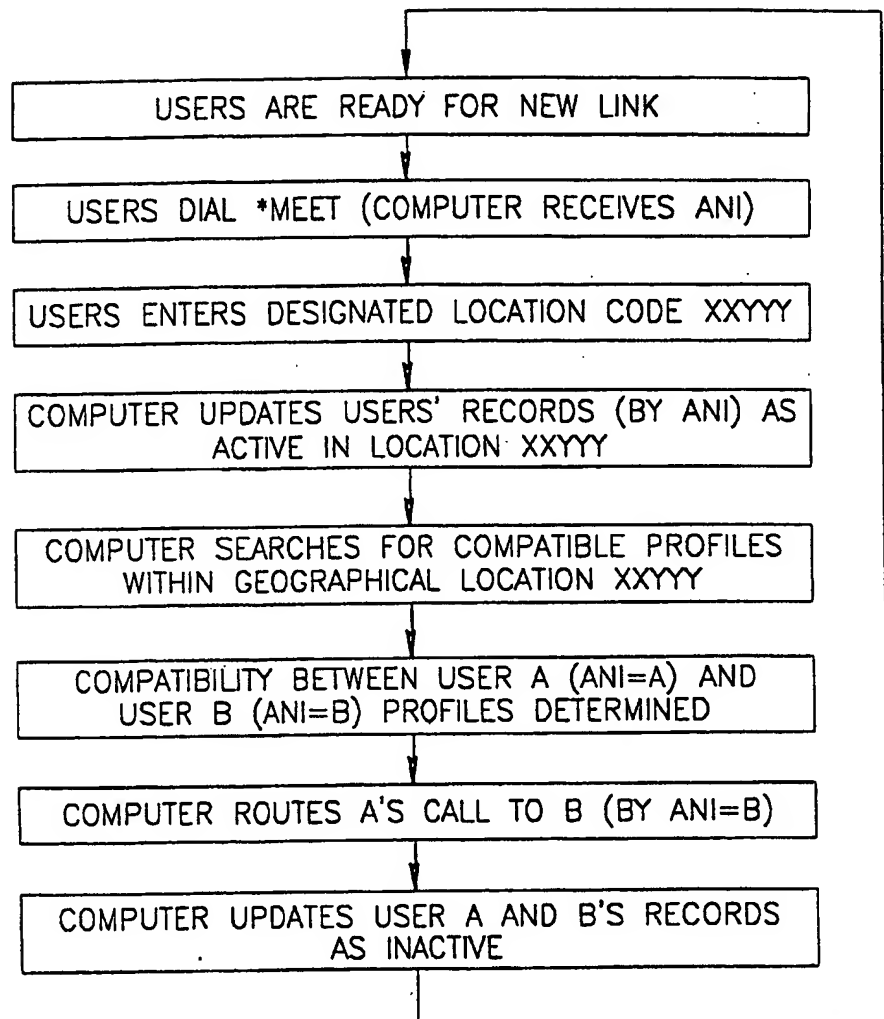 USERS ARE READY FOR NEW LINK
USERS DIAL *MEET (COMPUTER RECEIVES ANI)
USERS ENTERS DESIGNATED LOCATION CODE XXYYY
COMPUTER UPDATES USERS' RECORDS (BY ANI) AS
ACTIVE IN LOCATION XXYYY
COMPUTER SEARCHES FOR COMPATIBLE PROFILES
WITHIN GEOGRAPHICAL LOCATION XXYYY
COMPATIBILITY BETWEEN USER A (ANI=A) AND
USER B (ANI=B) PROFILES DETERMINED
COMPUTER ROUTES A'S CALL TO B (BY ANI=B)
COMPUTER UPDATES USER A AND B'S RECORDS
AS INACTIVE